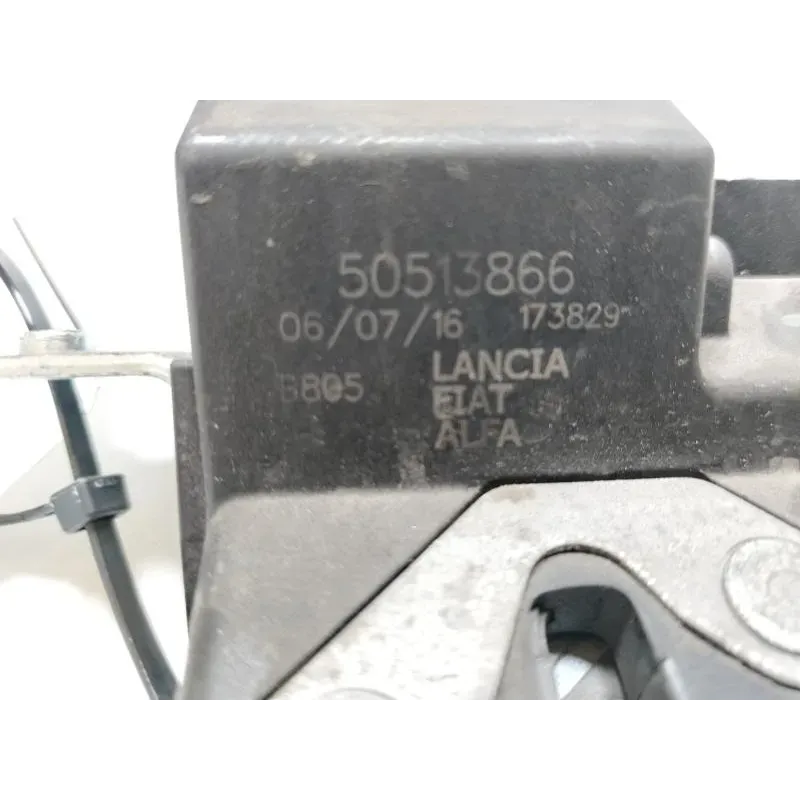 50513866
06/07/16 173829
B805 LANCIA
FIAT
ALFA